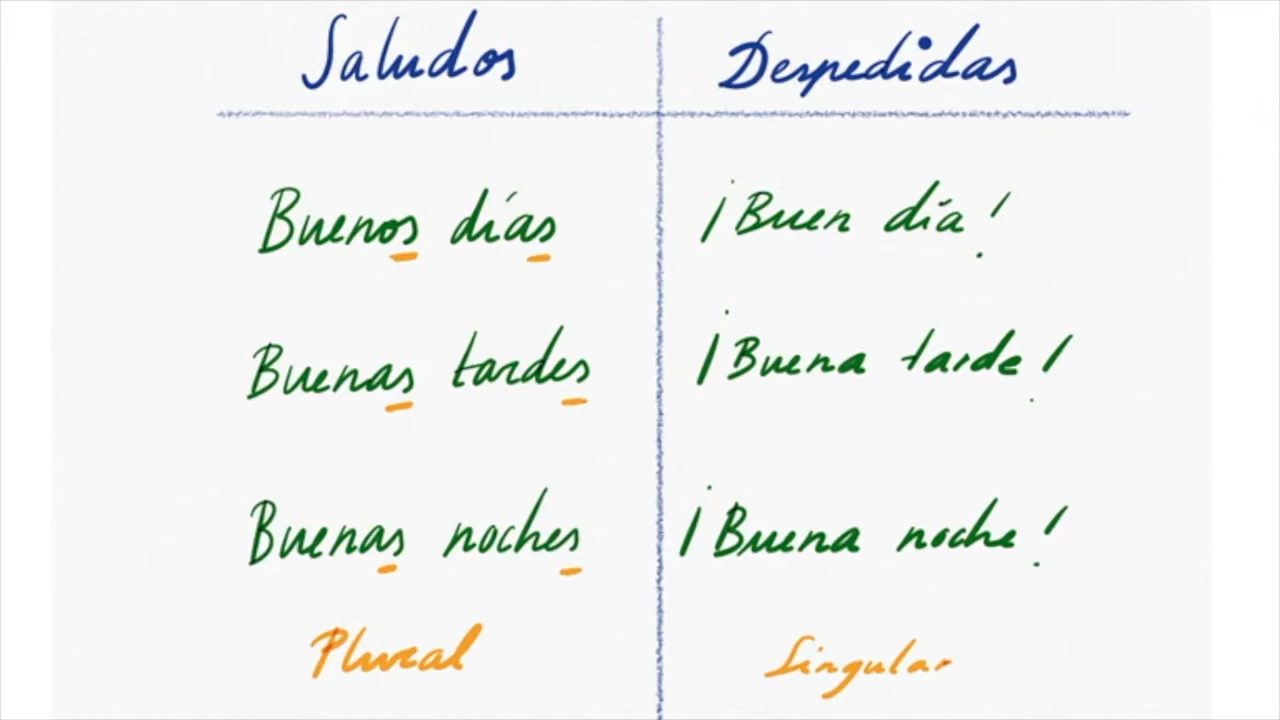 Saludos Despedidas
Buenos días ¡Buen día!
Buenas tardes ¡Buena tarde!
Buenas noches ¡Buena noche!
Plural Singular